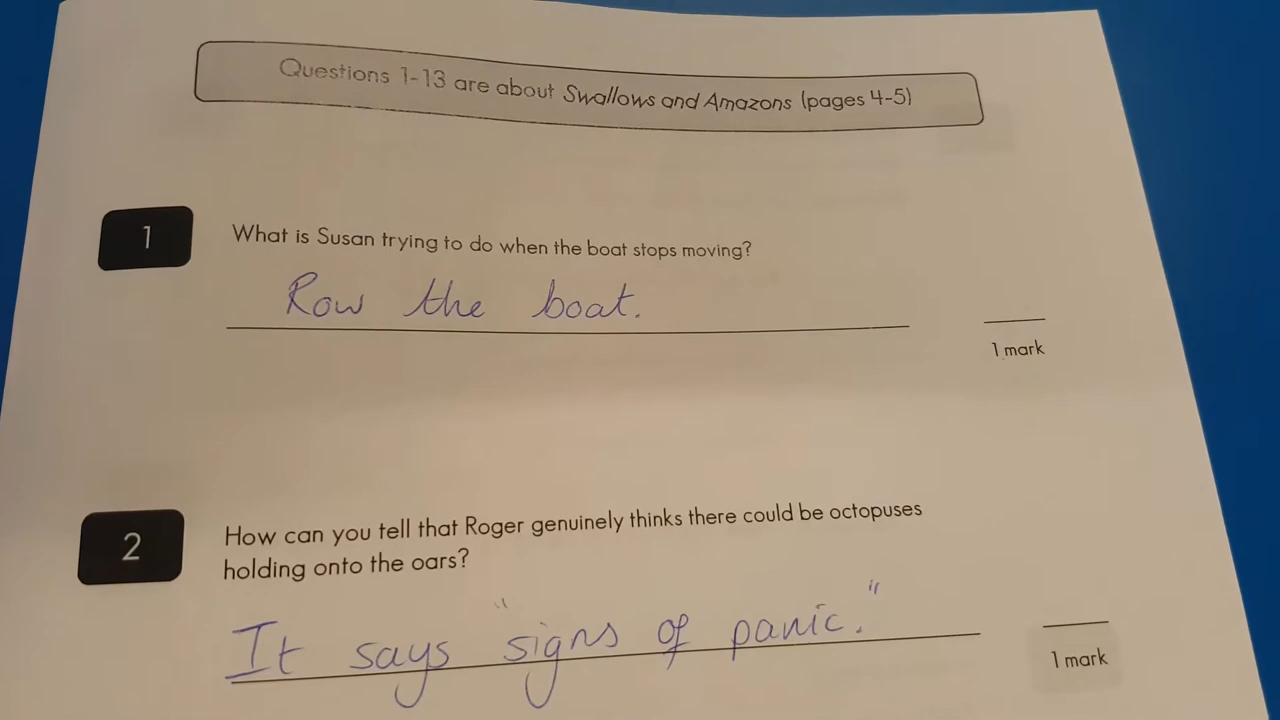 Questions 1-13 are about Swallows and Amazons (pages 4-5)
1
What is Susan trying to do when the boat stops moving?
Row the boat.
1 mark
2
How can you tell that Roger genuinely thinks there could be octopuses
holding onto the oars?
It says "signs of panic."
1 mark